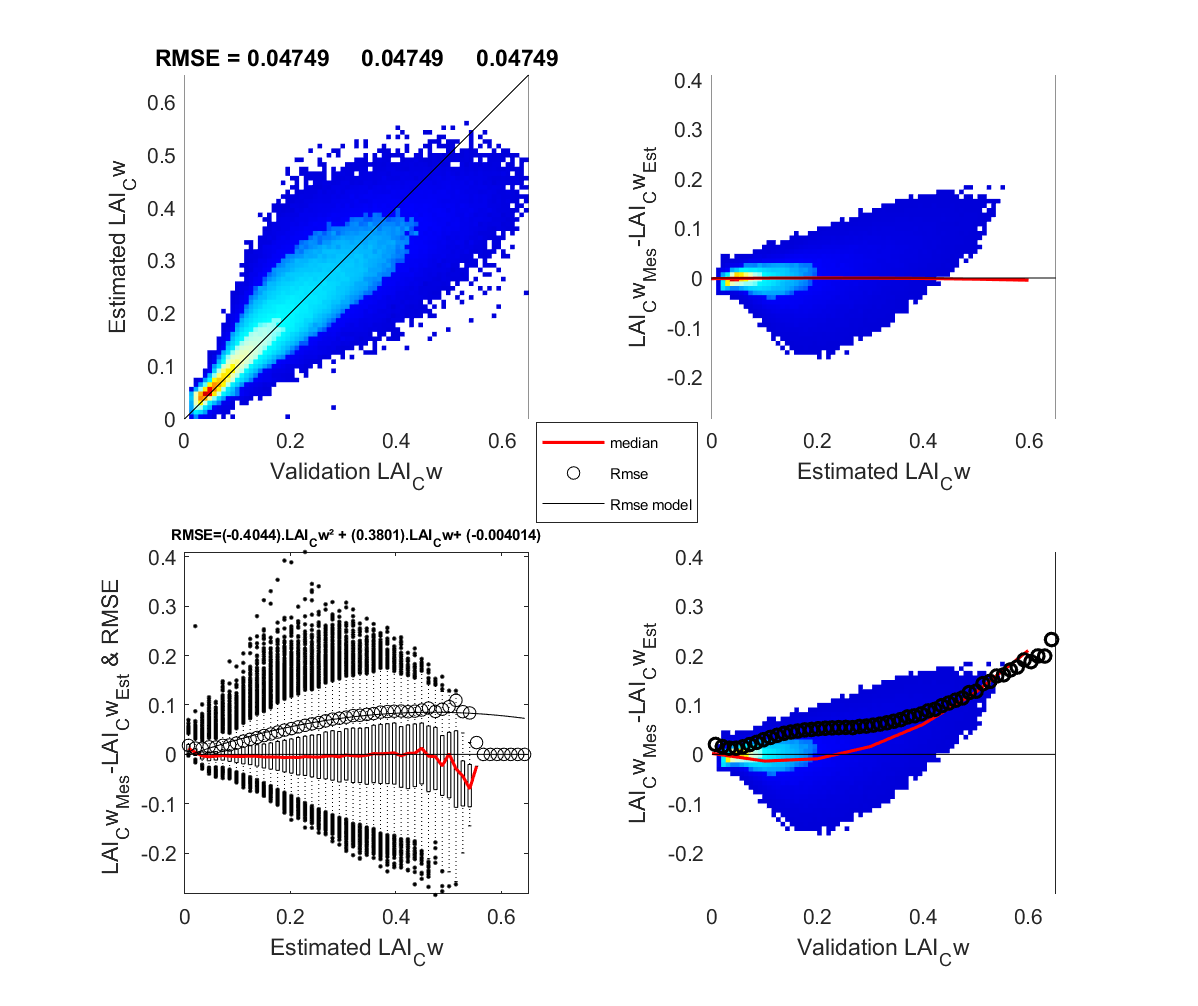 RMSE = 0.04749 0.04749 0.04749
0.6
0.5
0.4
0.3
0.2
0.1
0
0 0.2 0.4 0.6
Estimated LAI_Cw
Validation LAI_Cw
0.4
0.3
0.2
0.1
0
-0.1
-0.2
0 0.2 0.4 0.6
LAI_Cw_Mes-LAI_Cw_Est
Estimated LAI_Cw
median
Rmse
Rmse model
RMSE=(-0.4044).LAI_Cw² + (0.3801).LAI_Cw+ (-0.004014)
0.4
0.3
0.2
0.1
0
-0.1
-0.2
0 0.2 0.4 0.6
LAI_Cw_Mes-LAI_Cw_Est & RMSE
Estimated LAI_Cw
0.4
0.3
0.2
0.1
0
-0.1
-0.2
0 0.2 0.4 0.6
LAI_Cw_Mes-LAI_Cw_Est
Validation LAI_Cw